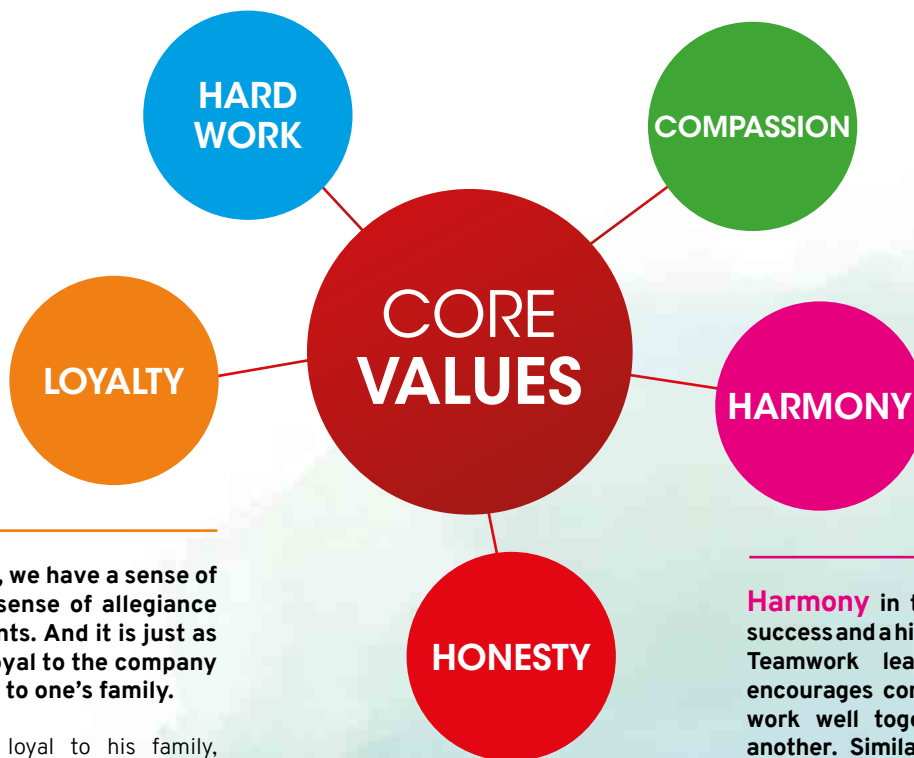 HARD
WORK
COMPASSION
CORE
VALUES
LOYALTY
HARMONY
HONESTY
, we have a sense of
sense of allegiance
nts. And it is just as
oyal to the company
to one’s family.
loyal to his family,
Harmony in t
success and a hi
Teamwork lea
encourages con
work well toge
another. Simila